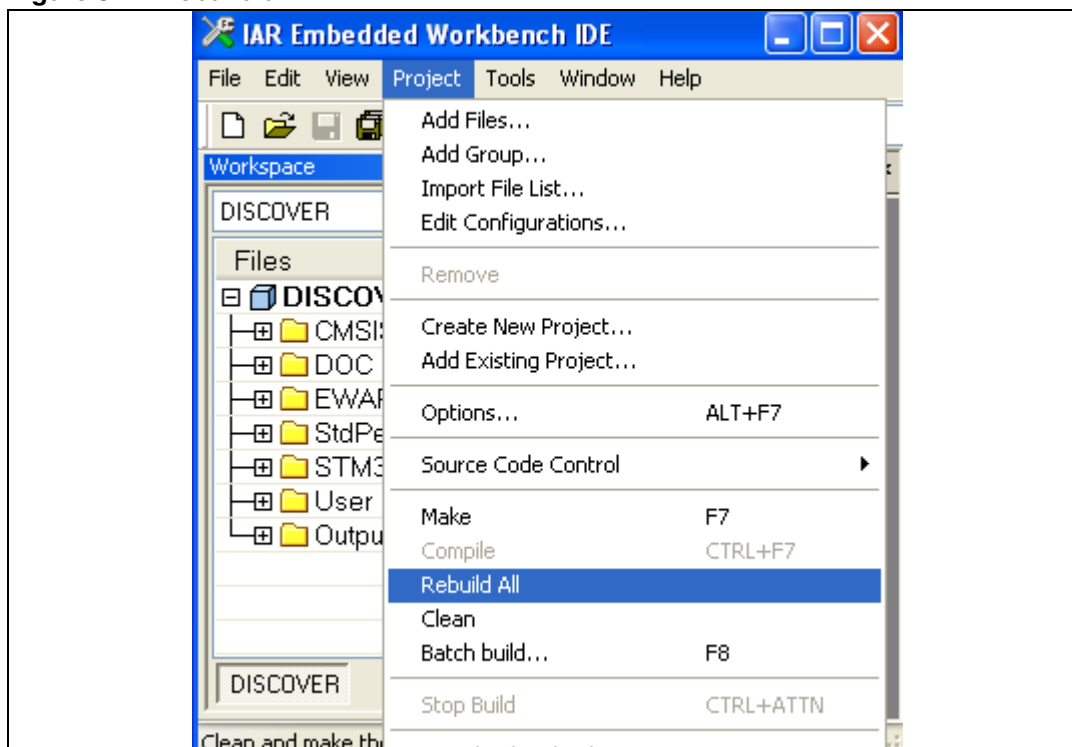 IAR Embedded Workbench IDE
File Edit View Project Tools Window Help
Add Files...
Workspace
Add Group...
Import File List...
DISCOVER
Edit Configurations...
Files
Remove
DISCOV
Create New Project...
CMSIS
Add Existing Project...
DOC
EWAR
Options... ALT+F7
StdPe
STM3
Source Code Control
User
Make F7
Outpu
Compile CTRL+F7
Rebuild All
Clean
Batch build... F8
DISCOVER
Stop Build CTRL+ATTN
Clean and make the